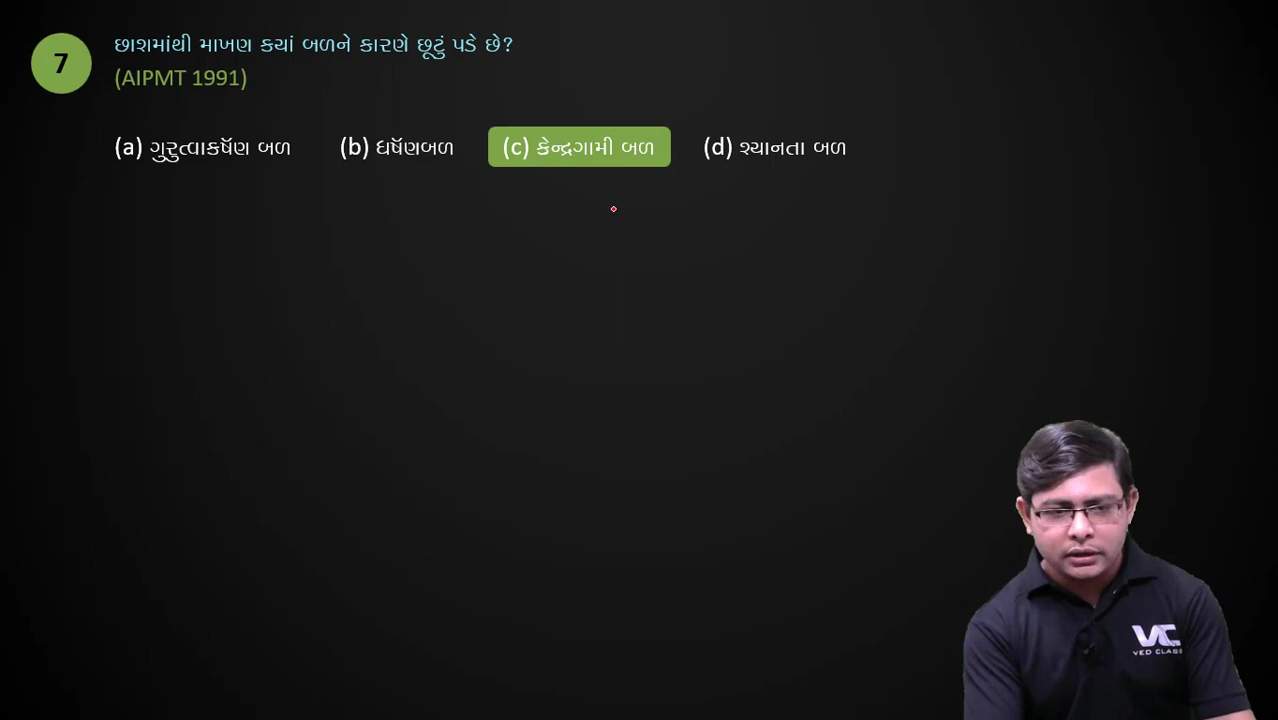 7
છાશમાંથી માખણ કયાં બળને કારણે છૂટું પડે છે?
(AIPMT 1991)
(a) ગુરુત્વાકર્ષણ બળ (b) ઘર્ષણબળ (c) કેન્દ્રગામી બળ (d) શ્યાનતા બળ
VC
VED CLASS